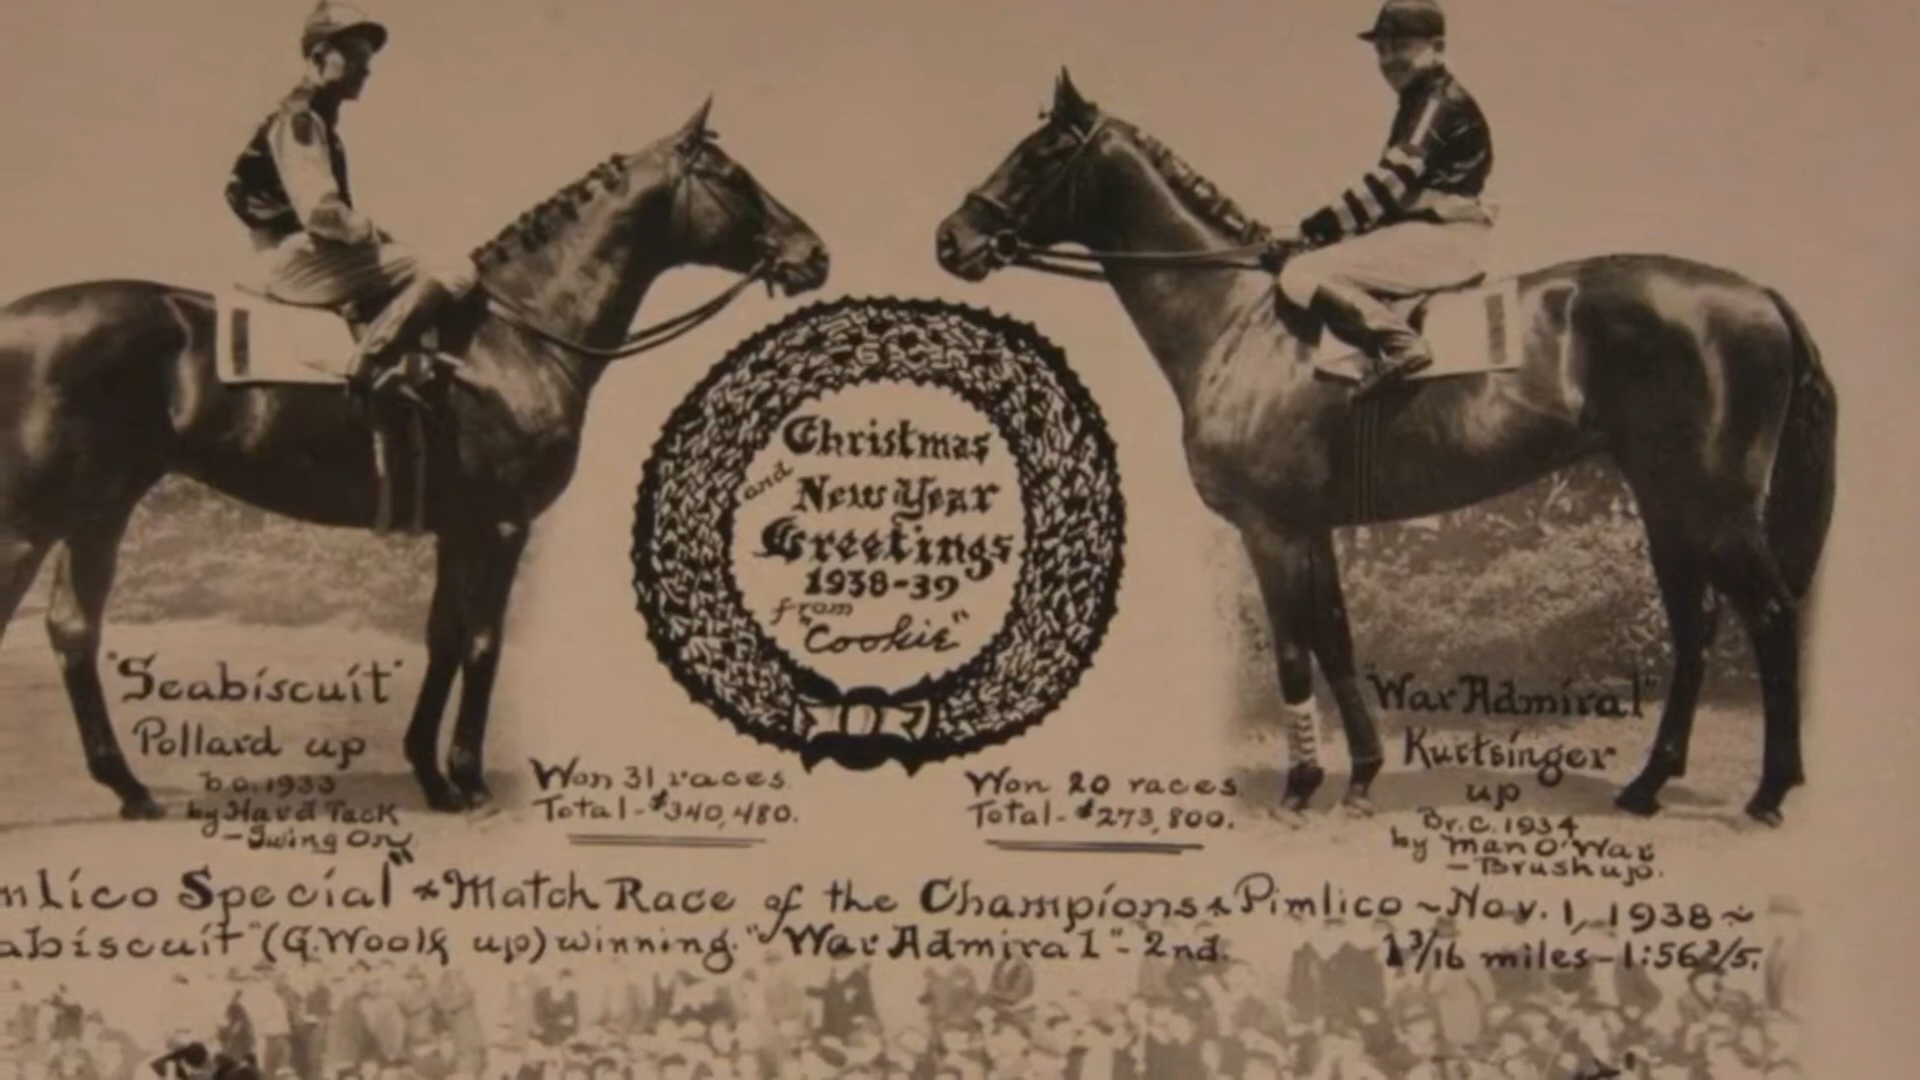 Christmas
and New Year
Greetings
1938-39
from
"Cookie"
"Seabiscuit"
Pollard up
b.c. 1933
by Hard Tack
-Swing On
Won 31 races
Total-$340,480.
Won 20 races
Total-$273,800.
"War Admiral"
Kurtsinger
up
Br.c. 1934
by Man O'War
-Brushup.
mlico Special" & Match Race of the Champions & Pimlico ~ Nov. 1, 1938 ~
abiscuit" (G. Woolf up) winning. "War Admiral"- 2nd. 1 3/16 miles-1:56 3/5.